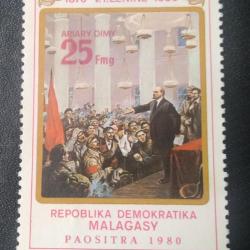 ARIARY DIMY
25 Fmg
REPOBLIKA DEMOKRATIKA
MALAGASY
PAOSITRA 1980